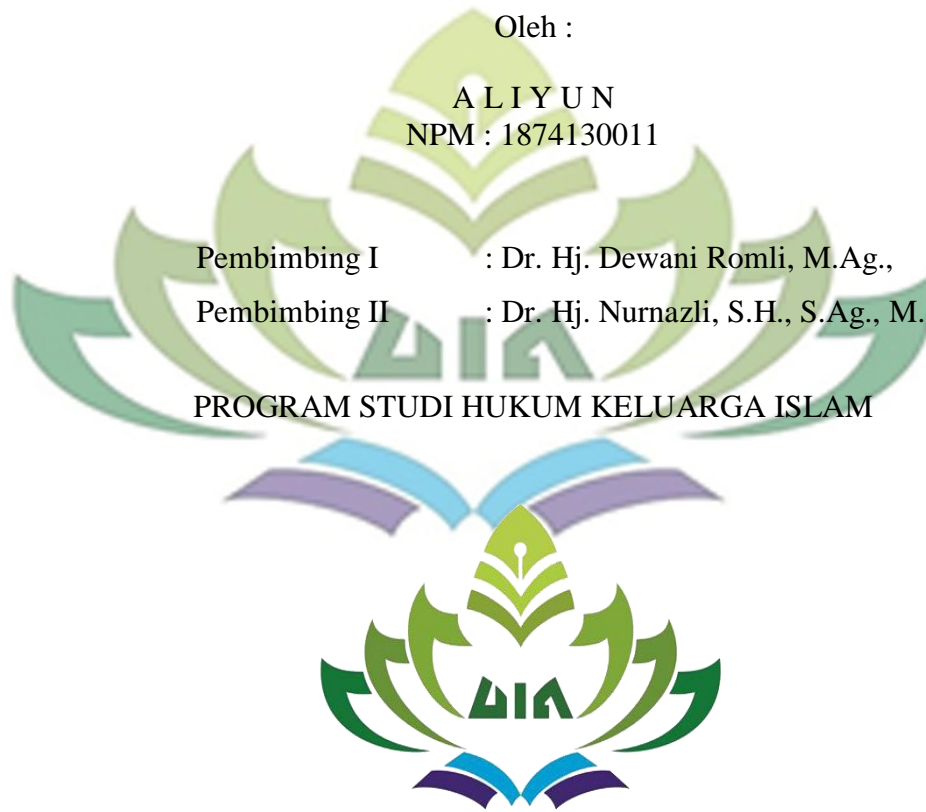 Oleh :
A L I Y U N
NPM : 1874130011
Pembimbing I : Dr. Hj. Dewani Romli, M.Ag.,
Pembimbing II : Dr. Hj. Nurnazli, S.H., S.Ag., M.
UIN
PROGRAM STUDI HUKUM KELUARGA ISLAM
UIN